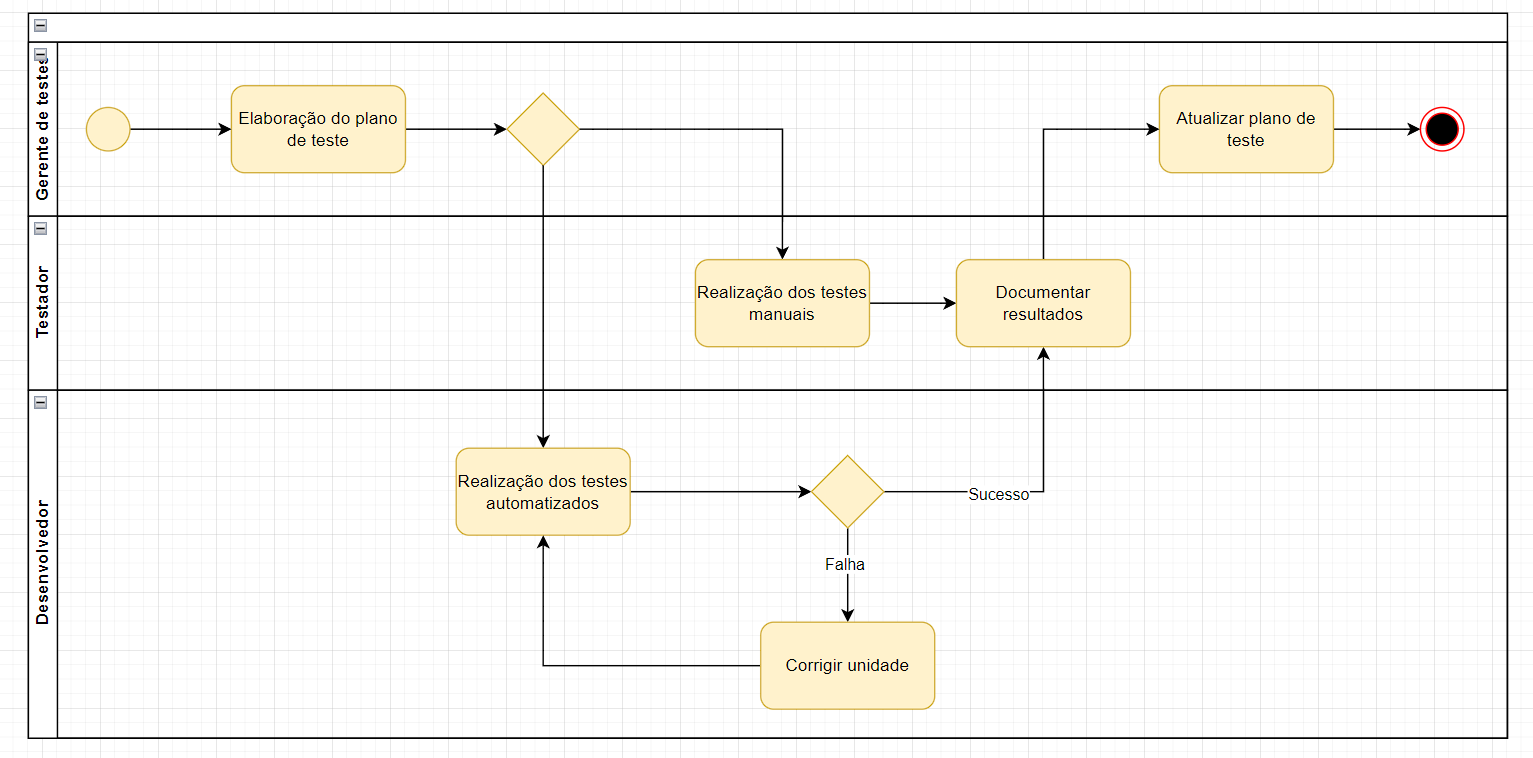 Gerente de testes
Elaboração do plano
de teste
Atualizar plano de
teste
Testador
Realização dos testes
manuais
Documentar
resultados
Desenvolvedor
Realização dos testes
automatizados
Sucesso
Falha
Corrigir unidade